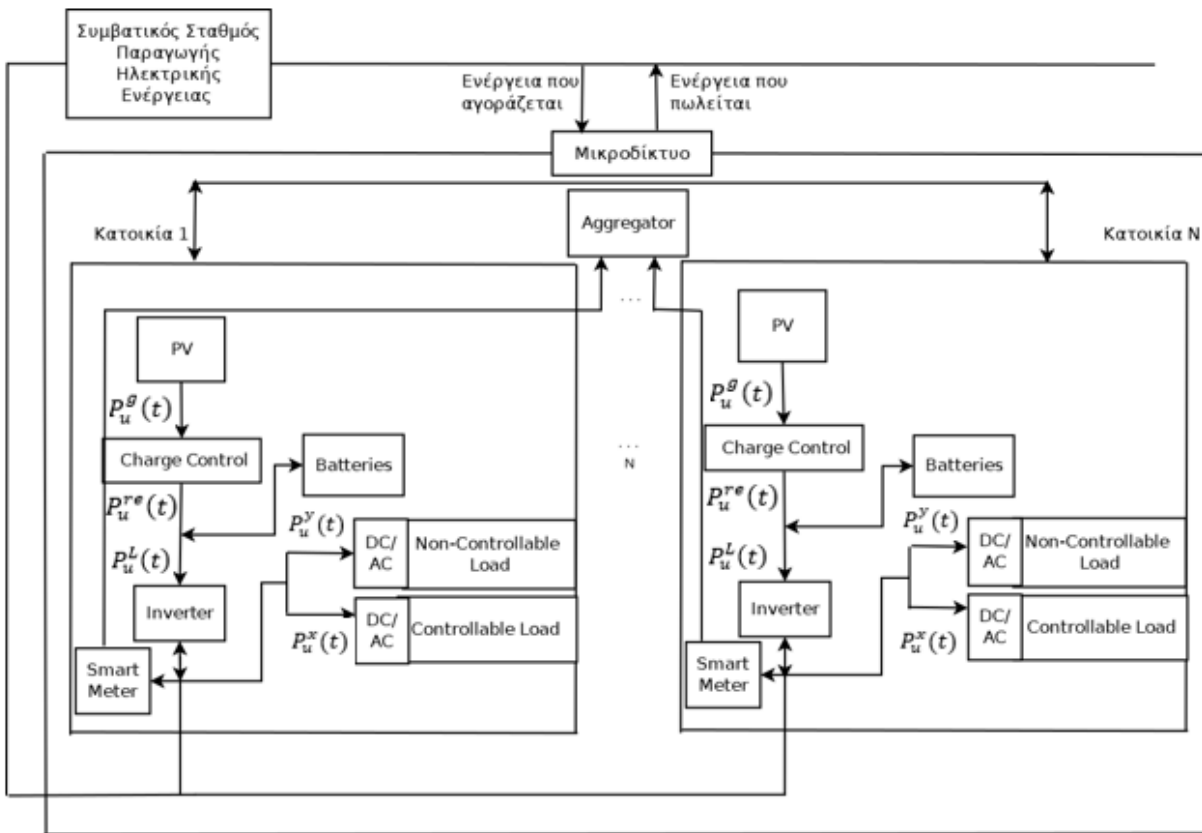 Συμβατικός Σταθμός
Παραγωγής
Ηλεκτρικής
Ενέργειας
Ενέργεια που
αγοράζεται
Ενέργεια που
πωλείται
Μικροδίκτυο
Aggregator
Κατοικία 1
Κατοικία N
PV
P_u^g(t)
Charge Control
Batteries
P_u^{re}(t)
P_u^L(t)
P_u^y(t)
DC/
AC
Non-Controllable
Load
Inverter
P_u^x(t)
DC/
AC
Controllable Load
Smart
Meter
...
...
N
PV
P_u^g(t)
Charge Control
Batteries
P_u^{re}(t)
P_u^L(t)
P_u^y(t)
DC/
AC
Non-Controllable
Load
Inverter
P_u^x(t)
DC/
AC
Controllable Load
Smart
Meter